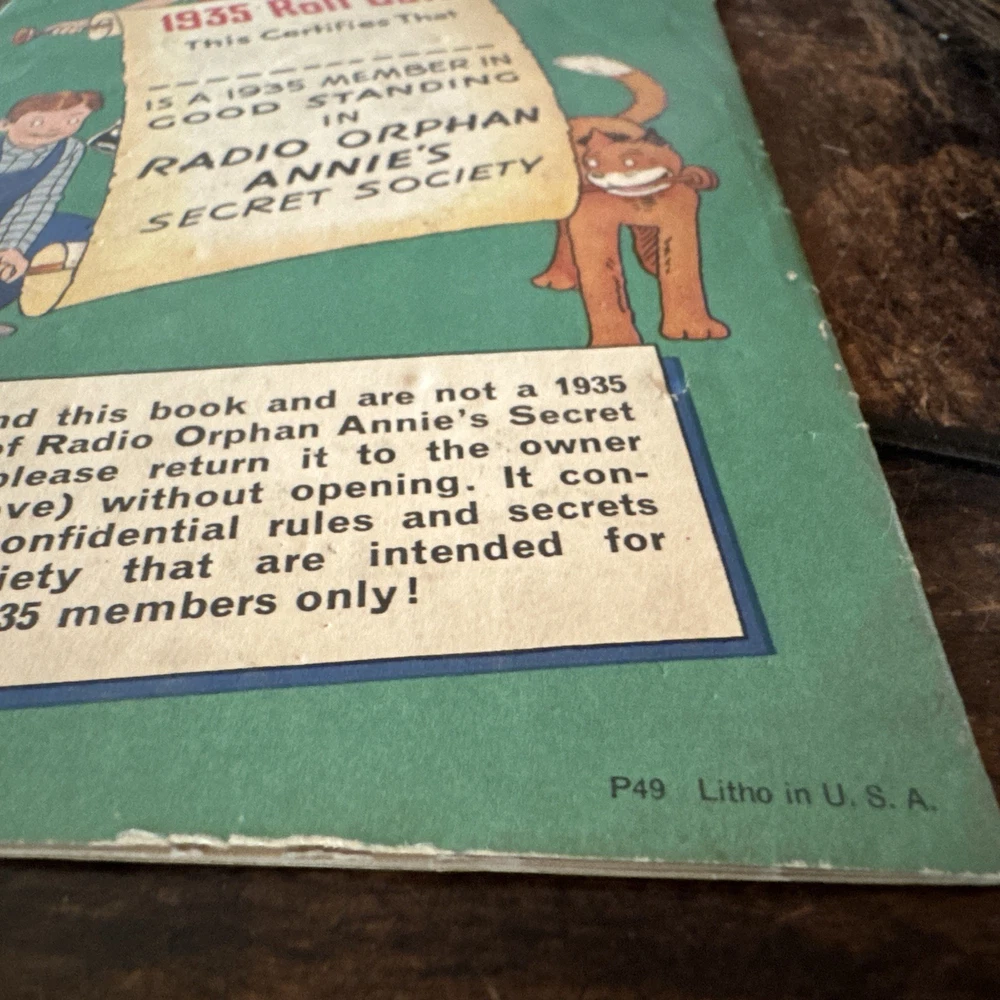 1935 Roll
This Certifies That
IS A 1935 MEMBER IN
GOOD STANDING
IN
RADIO ORPHAN
ANNIE'S
SECRET SOCIETY
nd this book and are not a 1935
of Radio Orphan Annie's Secret
please return it to the owner
ve) without opening. It con-
onfidential rules and secrets
iety that are intended for
35 members only!
P49 Litho in U. S. A.